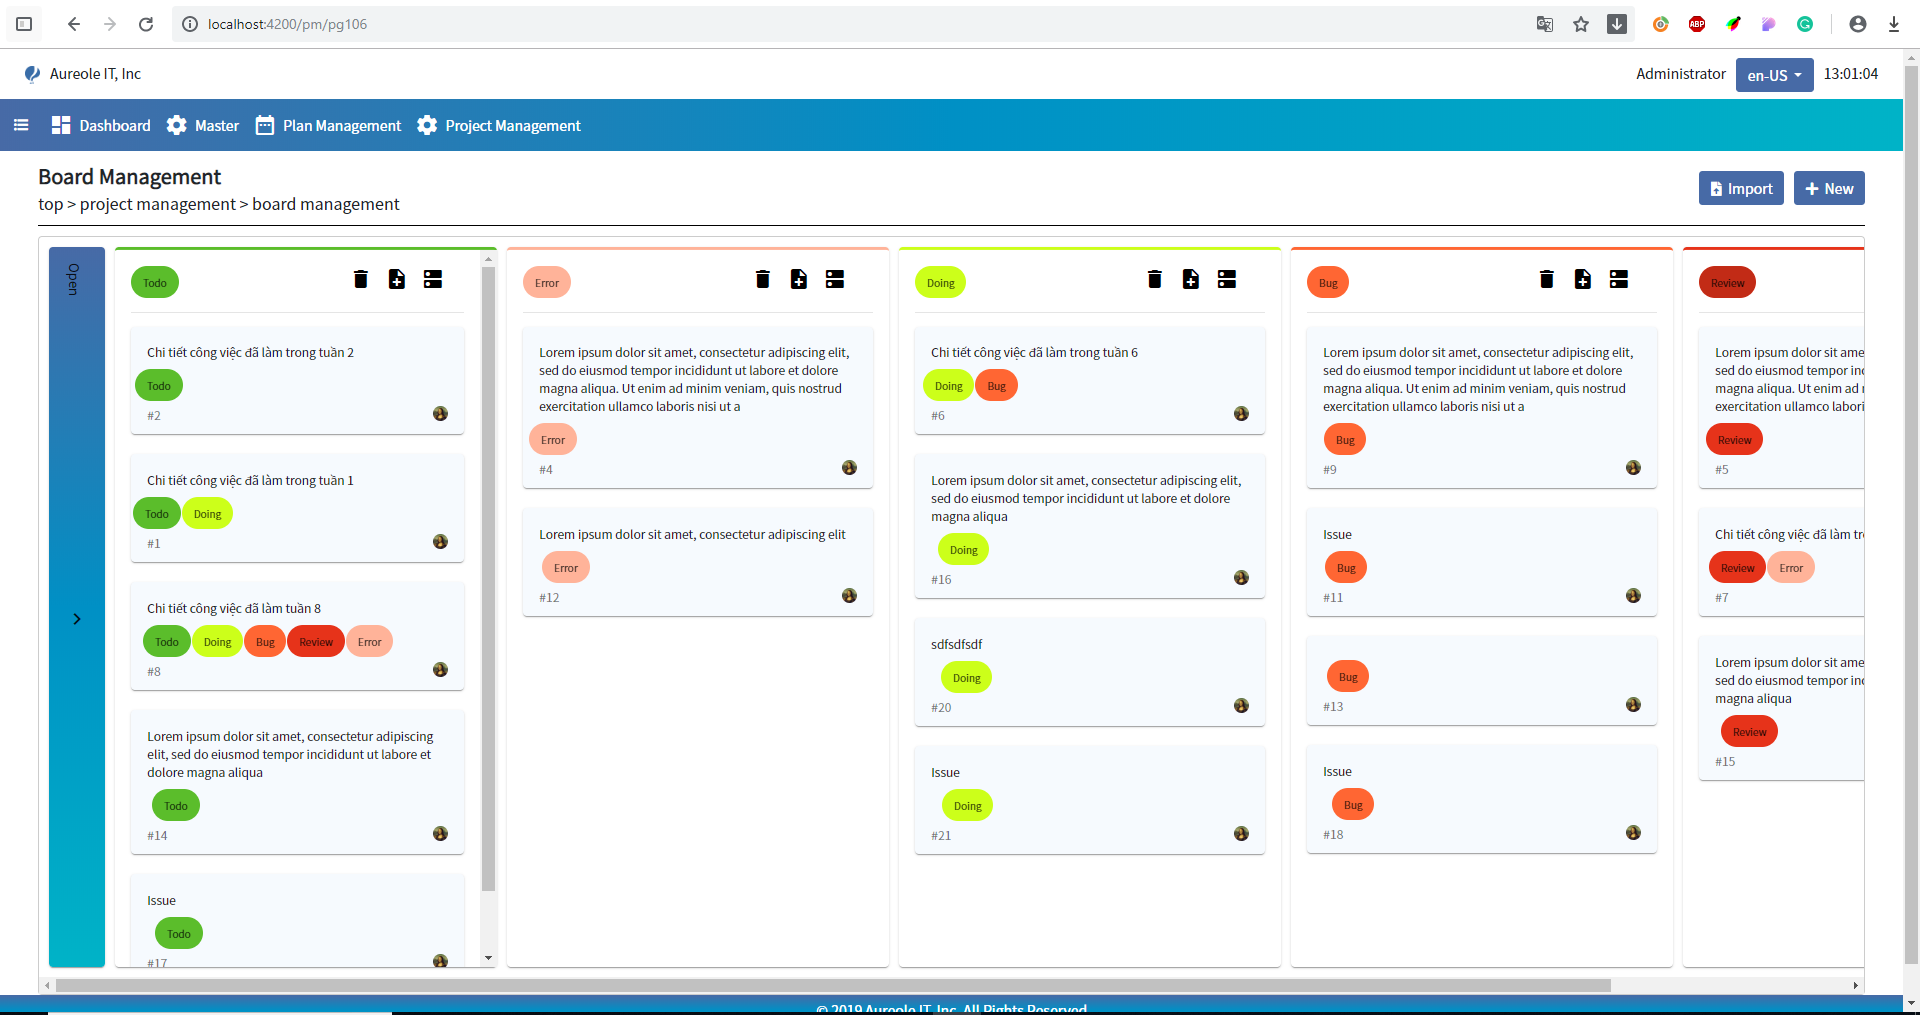 localhost:4200/pm/pg106
ABP
Aureole IT, Inc
Administrator
en-US
13:01:04
Dashboard
Master
Plan Management
Project Management
Board Management
top > project management > board management
Import
New
Open
Todo
Chi tiết công việc đã làm trong tuần 2
Todo
#2
Chi tiết công việc đã làm trong tuần 1
Todo
Doing
#1
Chi tiết công việc đã làm tuần 8
Todo
Doing
Bug
Review
Error
#8
Lorem ipsum dolor sit amet, consectetur adipiscing
elit, sed do eiusmod tempor incididunt ut labore et
dolore magna aliqua
Todo
#14
Issue
Todo
#17
Error
Lorem ipsum dolor sit amet, consectetur adipiscing elit,
sed do eiusmod tempor incididunt ut labore et dolore
magna aliqua. Ut enim ad minim veniam, quis nostrud
exercitation ullamco laboris nisi ut a
Error
#4
Lorem ipsum dolor sit amet, consectetur adipiscing elit
Error
#12
Doing
Chi tiết công việc đã làm trong tuần 6
Doing
Bug
#6
Lorem ipsum dolor sit amet, consectetur adipiscing elit,
sed do eiusmod tempor incididunt ut labore et dolore
magna aliqua
Doing
#16
sdfsdfsdf
Doing
#20
Issue
Doing
#21
Bug
Lorem ipsum dolor sit amet, consectetur adipiscing elit,
sed do eiusmod tempor incididunt ut labore et dolore
magna aliqua. Ut enim ad minim veniam, quis nostrud
exercitation ullamco laboris nisi ut a
Bug
#9
Issue
Bug
#11
Bug
#13
Issue
Bug
#18
Review
Lorem ipsum dolor sit ame
sed do eiusmod tempor inc
magna aliqua. Ut enim ad
exercitation ullamco labori
Review
#5
Chi tiết công việc đã làm
Review
Error
#7
Lorem ipsum dolor sit ame
sed do eiusmod tempor inc
magna aliqua
Review
#15
© 2019 Aureole IT, Inc. All Rights Reserved